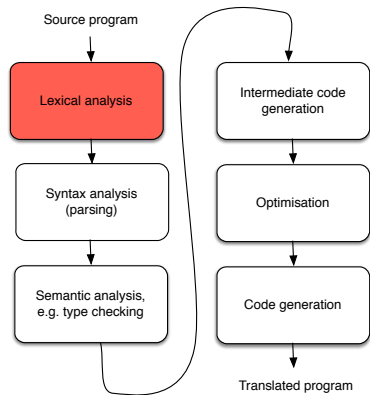 Source program
Lexical analysis
Syntax analysis
(parsing)
Semantic analysis,
e.g. type checking
Intermediate code
generation
Optimisation
Code generation
Translated program